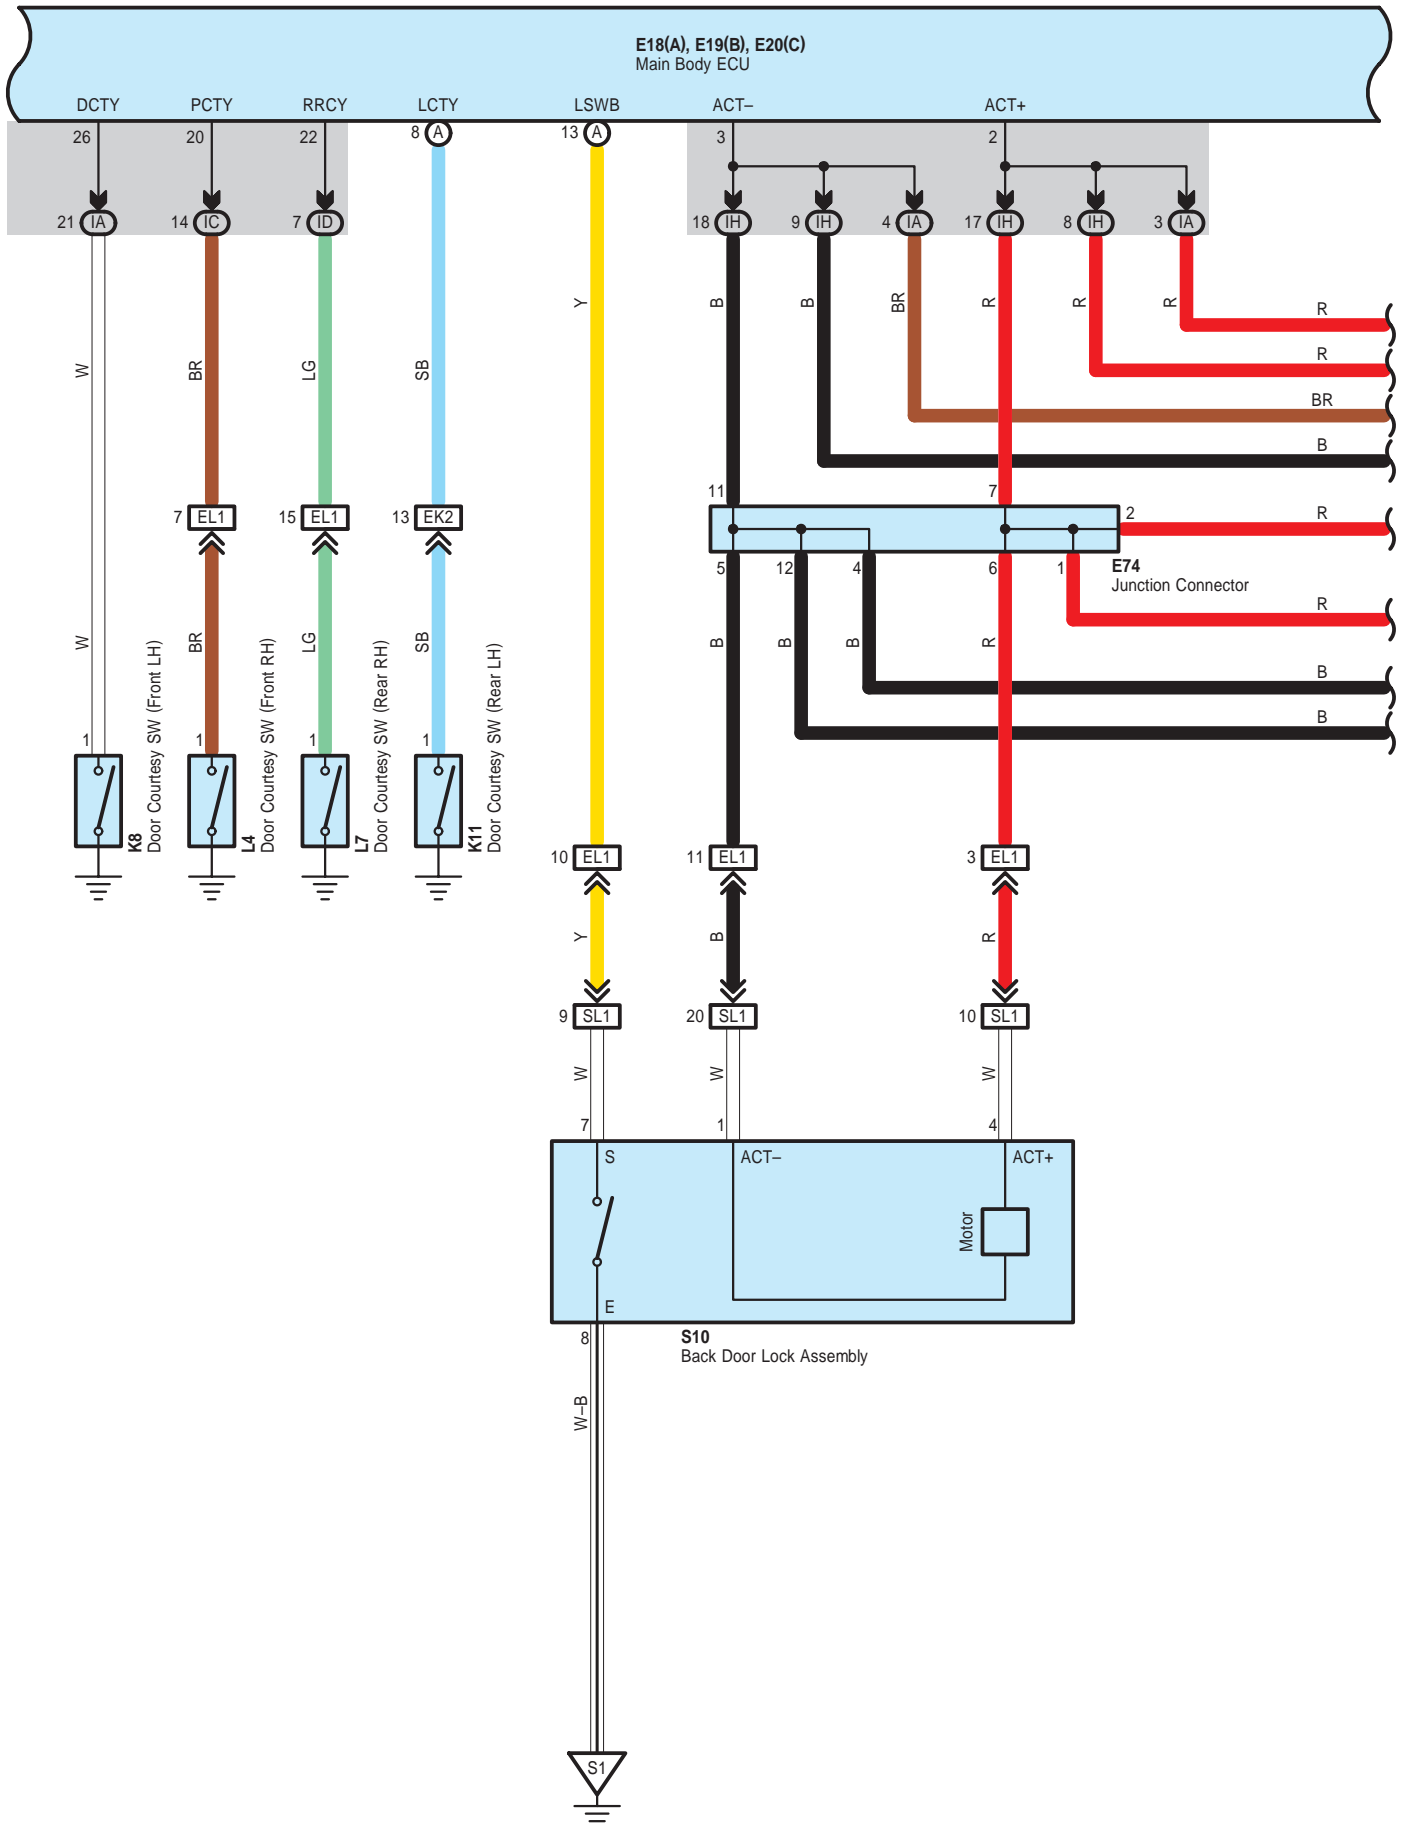 E18(A), E19(B), E20(C)
Main Body ECU
DCTY PCTY RRCY LCTY LSWB ACT– ACT+
26 20 22 8 A 13 A 3 2
21 IA 14 IC 7 ID 18 IH 9 IH 4 IA 17 IH 8 IH 3 IA
Y B B BR R R R
R
W BR LG SB R
BR
B
11 7
7 EL1 15 EL1 13 EK2 2 R
5 12 4 6 1 E74
Junction Connector
R
W BR LG SB B B B R
B
B
1 1 1 1
K8
Door Courtesy SW (Front LH)
L4
Door Courtesy SW (Front RH)
L7
Door Courtesy SW (Rear RH)
K11
Door Courtesy SW (Rear LH)
10 EL1 11 EL1 3 EL1
Y B R
9 SL1 20 SL1 10 SL1
W W W
7 1 4
S ACT– ACT+
Motor
E
8 S10
Back Door Lock Assembly
W–B
S1